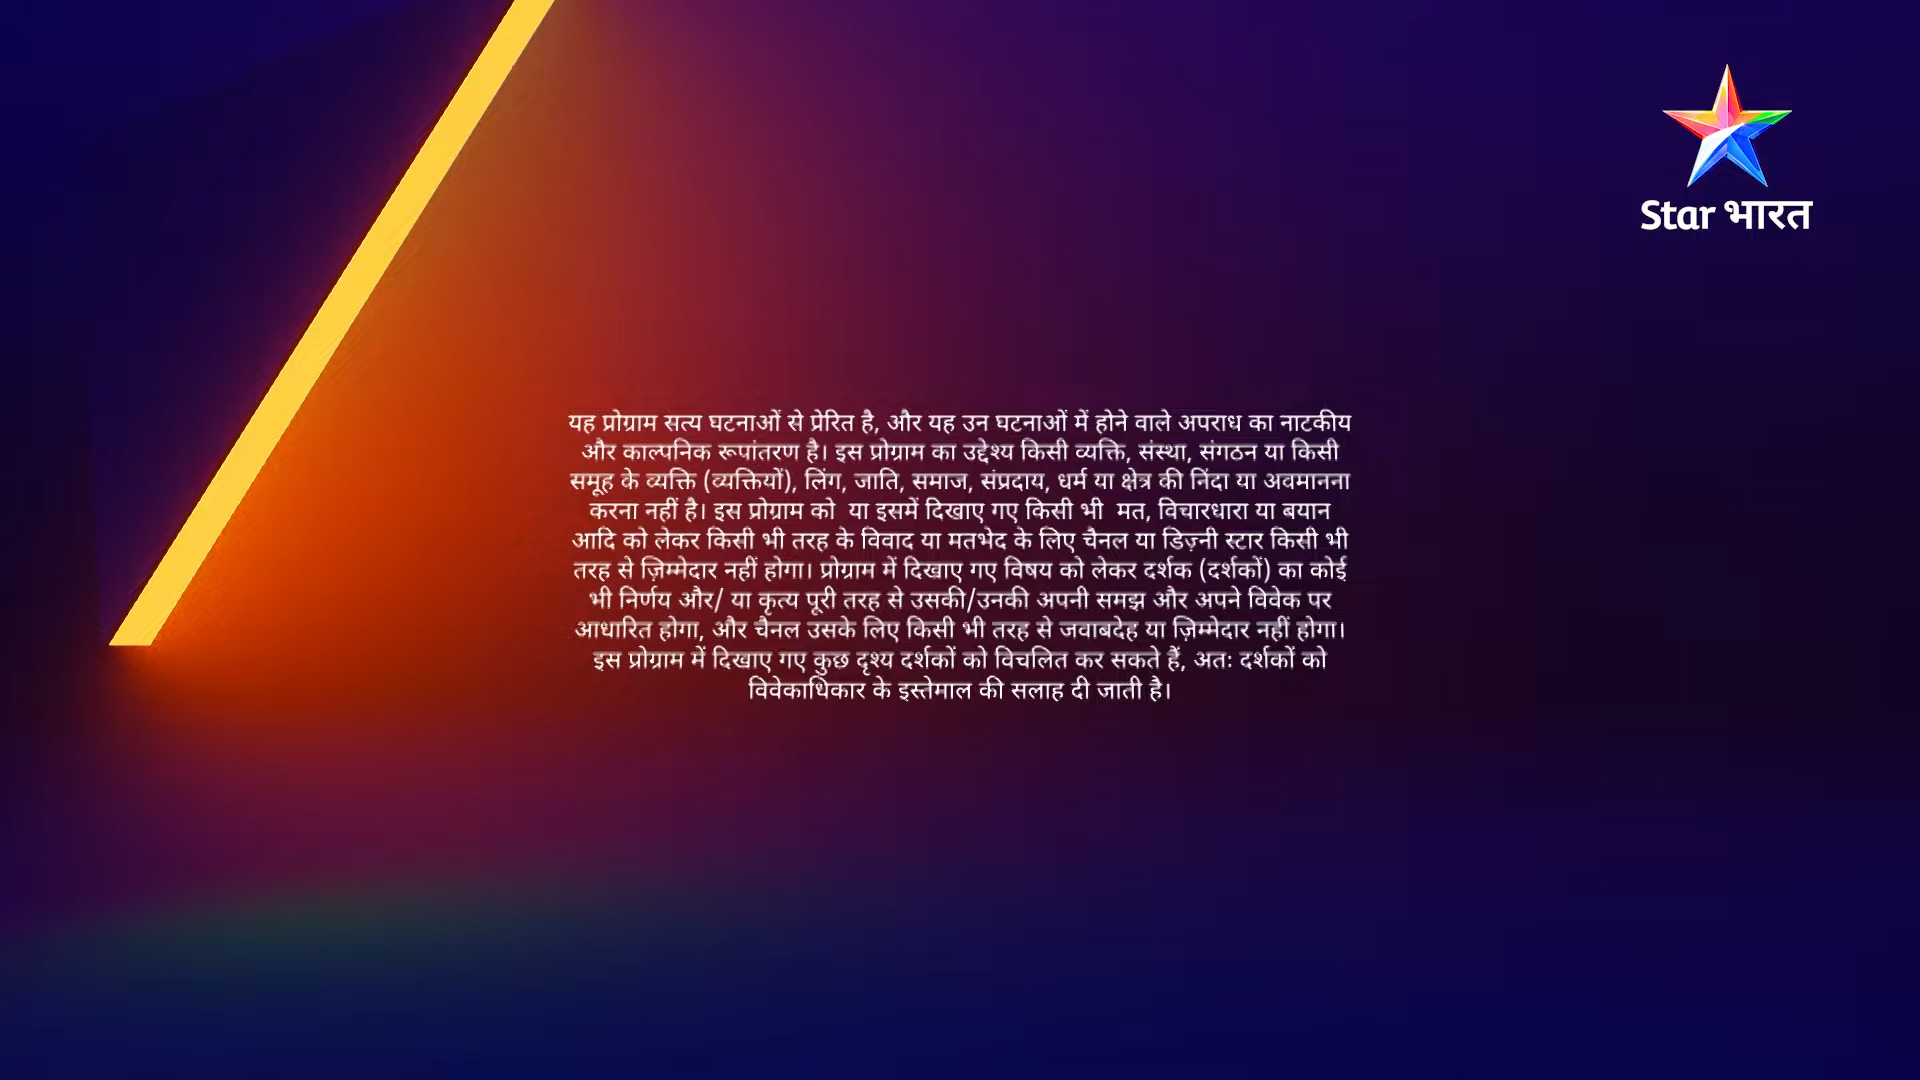 Star भारत
यह प्रोग्राम सत्य घटनाओं से प्रेरित है, और यह उन घटनाओं में होने वाले अपराध का नाटकीय
और काल्पनिक रूपांतरण है। इस प्रोग्राम का उद्देश्य किसी व्यक्ति, संस्था, संगठन या किसी
समूह के व्यक्ति (व्यक्तियों), लिंग, जाति, समाज, संप्रदाय, धर्म या क्षेत्र की निंदा या अवमानना
करना नहीं है। इस प्रोग्राम को या इसमें दिखाए गए किसी भी मत, विचारधारा या बयान
आदि को लेकर किसी भी तरह के विवाद या मतभेद के लिए चैनल या डिज़्नी स्टार किसी भी
तरह से ज़िम्मेदार नहीं होगा। प्रोग्राम में दिखाए गए विषय को लेकर दर्शक (दर्शकों) का कोई
भी निर्णय और/ या कृत्य पूरी तरह से उसकी/उनकी अपनी समझ और अपने विवेक पर
आधारित होगा, और चैनल उसके लिए किसी भी तरह से जवाबदेह या ज़िम्मेदार नहीं होगा।
इस प्रोग्राम में दिखाए गए कुछ दृश्य दर्शकों को विचलित कर सकते हैं, अतः दर्शकों को
विवेकाधिकार के इस्तेमाल की सलाह दी जाती है।